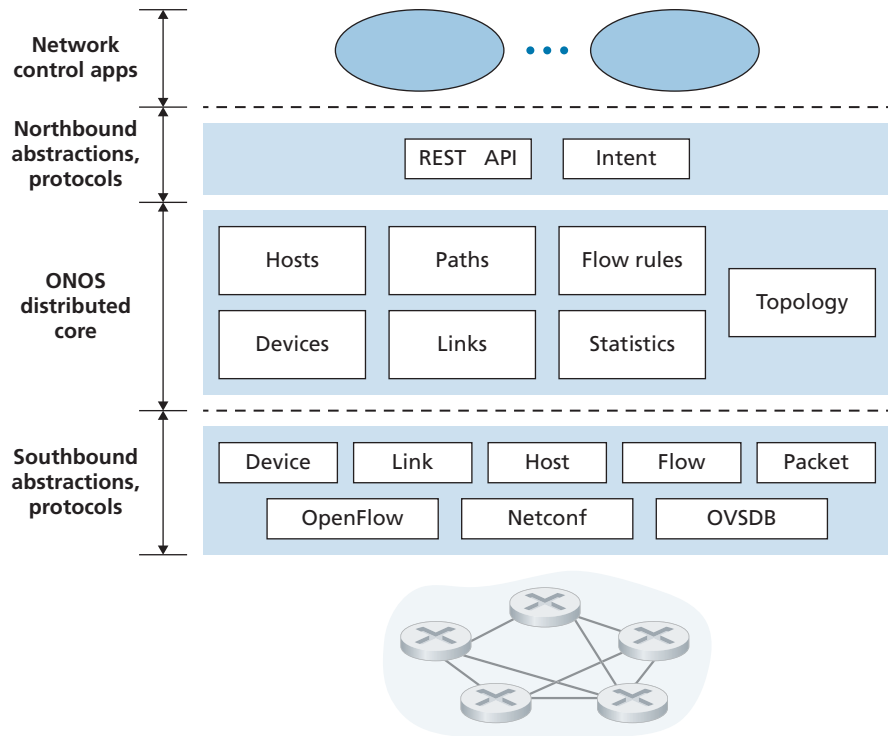 Network
control apps
Northbound
abstractions,
protocols
REST API
Intent
ONOS
distributed
core
Hosts
Paths
Flow rules
Topology
Devices
Links
Statistics
Southbound
abstractions,
protocols
Device
Link
Host
Flow
Packet
OpenFlow
Netconf
OVSDB